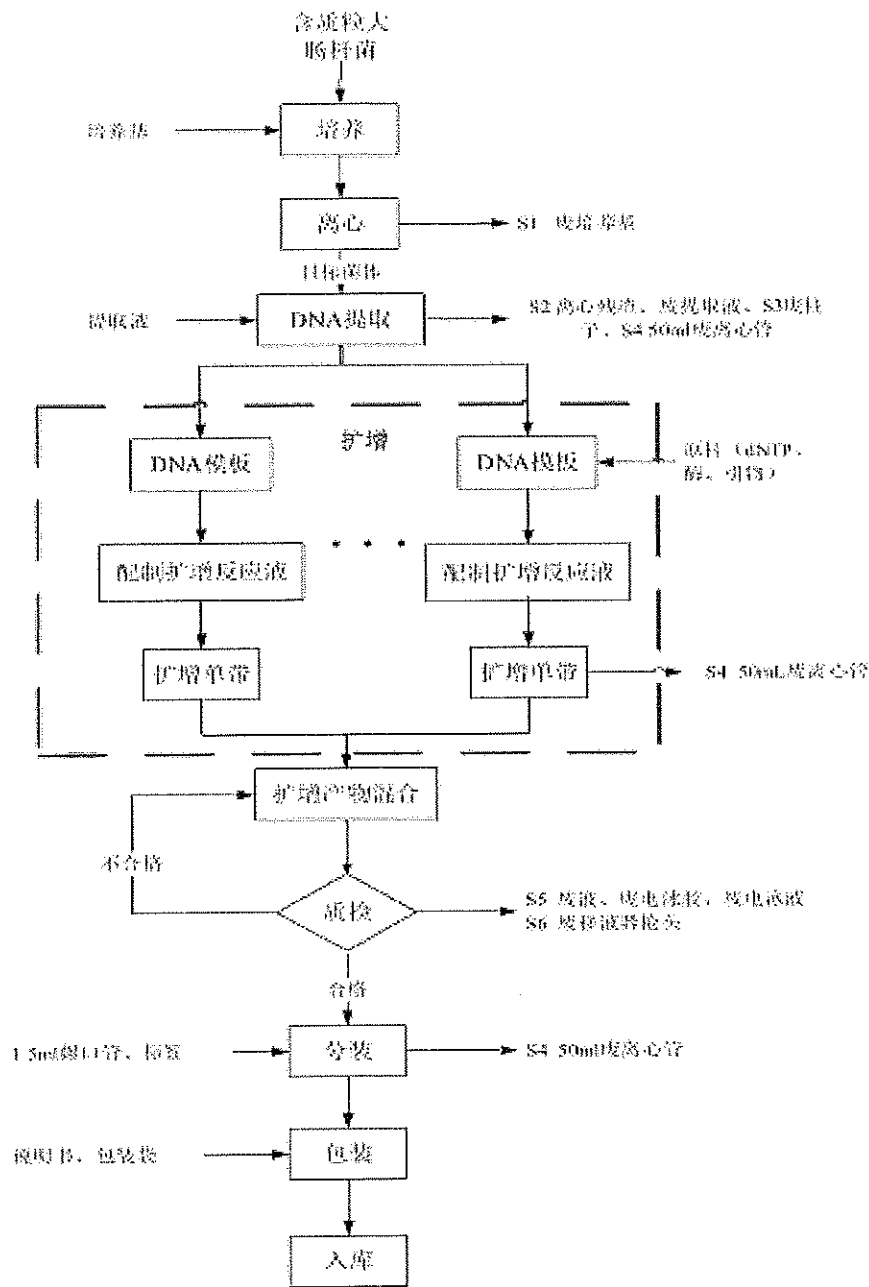 含质粒大
肠杆菌
培养基
培养
离心
S1 废培养基
目标菌体
提取液
DNA提取
S2 离心残渣、废提取液、S3废柱
子、S4 50ml废离心管
扩增
DNA模板
DNA模板
原料（dNTP、
酶、引物）
配制扩增反应液
• • •
配制扩增反应液
扩增单带
扩增单带
S4 50mL废离心管
扩增产物混合
不合格
质检
S5 废液、废电泳胶、废电泳液
S6 废移液器枪头
合格
1.5ml螺口管、标签
分装
S4 50ml废离心管
说明书、包装袋
包装
入库